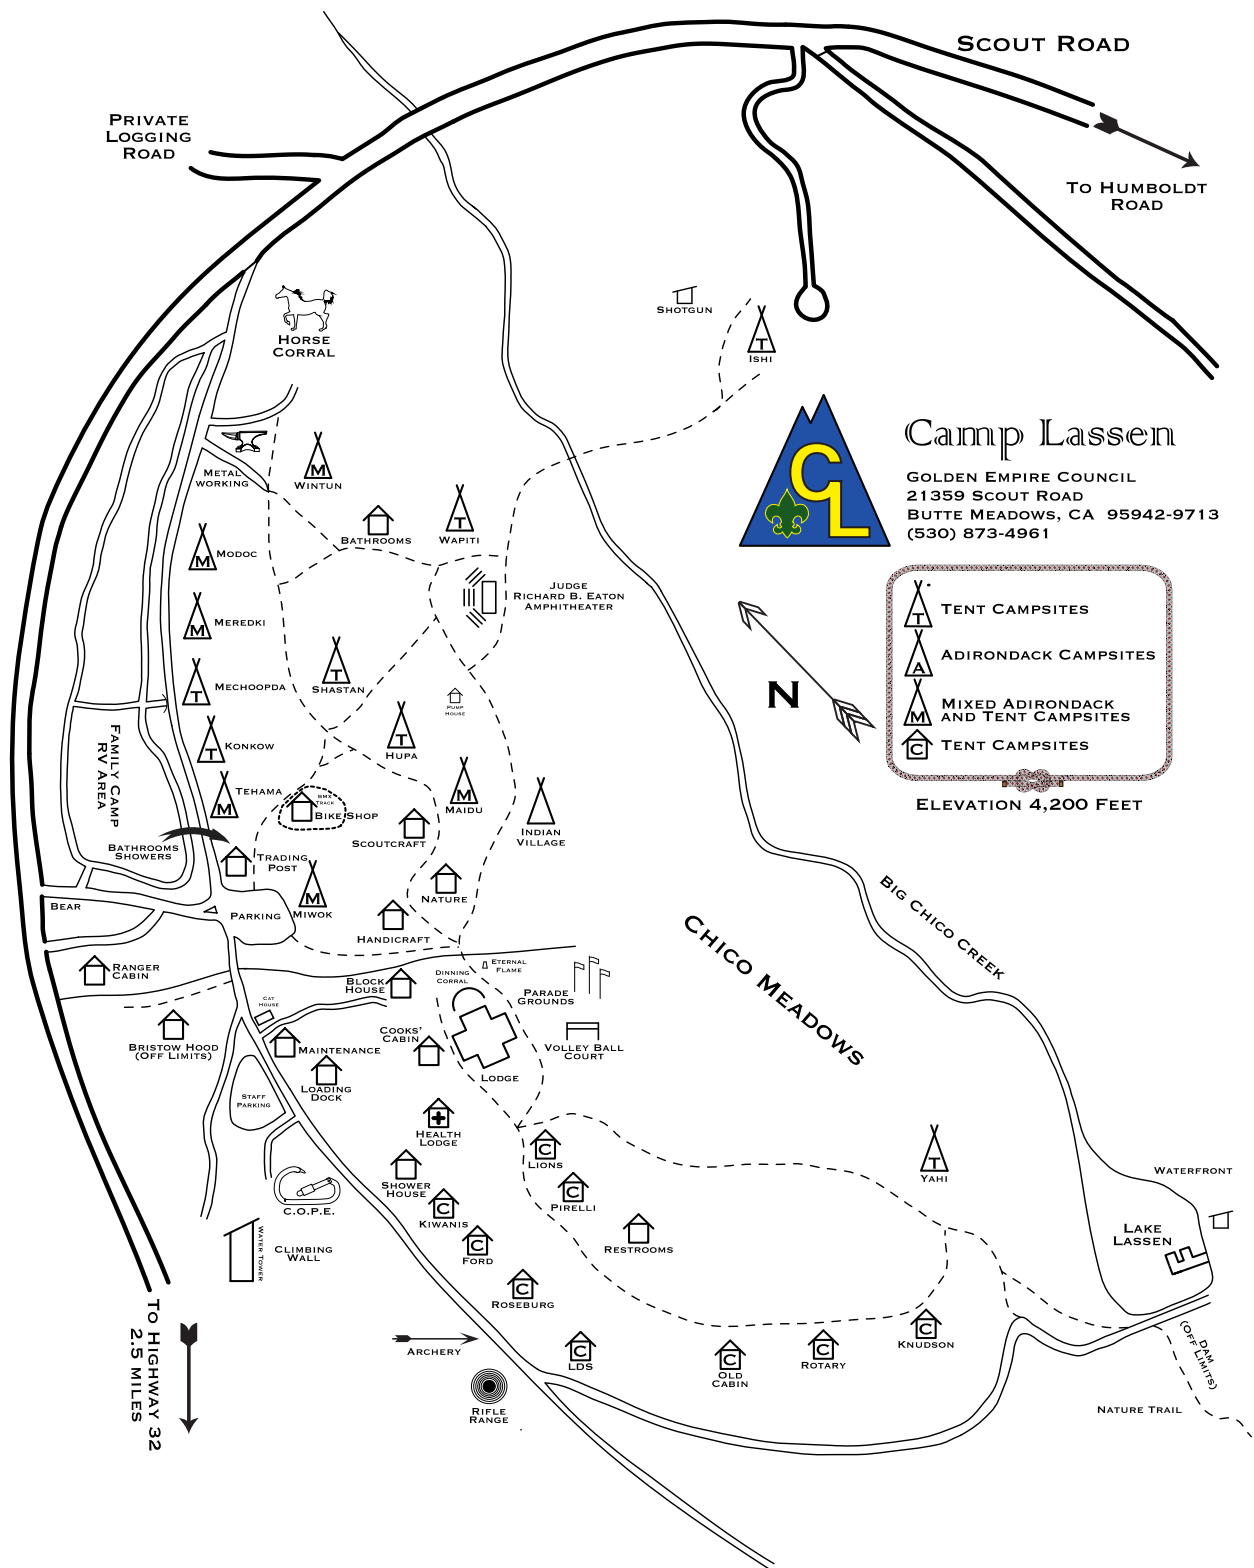 Scout Road
Private
Logging
Road
To Humboldt
Road
Horse
Corral
Shotgun
T
Ishi
Camp Lassen
Golden Empire Council
21359 Scout Road
Butte Meadows, CA 95942-9713
(530) 873-4961
CL
Metal
working
M
Wintun
Bathrooms
T
Wapiti
M
Modoc
Judge
Richard B. Eaton
Amphitheater
T
Tent Campsites
A
Adirondack Campsites
M
Mixed Adirondack
and Tent Campsites
C
Tent Campsites
Elevation 4,200 Feet
N
M
Meredki
T
Mechoopda
T
Shastan
Pump
House
T
Konkow
T
Hupa
Family Camp
RV Area
M
Tehama
BMX
Track
Bike Shop
M
Maidu
Indian
Village
Scoutcraft
Bathrooms
Showers
Trading
Post
M
Miwok
Nature
Handicraft
Bear
Parking
Big Chico Creek
Chico Meadows
Ranger
Cabin
Block
House
Dinning
Corral
Eternal
Flame
Parade
Grounds
Cat
House
Bristow Hood
(Off Limits)
Maintenance
Cooks'
Cabin
Lodge
Volley Ball
Court
Loading
Dock
Staff
Parking
Health
Lodge
C
Lions
T
Yahi
Waterfront
C.O.P.E.
Shower
House
C
Kiwanis
C
Pirelli
Restrooms
Lake
Lassen
Water Tower
Climbing
Wall
C
Ford
C
Roseburg
To Highway 32
2.5 miles
Archery
C
LDS
C
Old
Cabin
C
Rotary
C
Knudson
Dam
(Off Limits)
Rifle
Range
Nature Trail